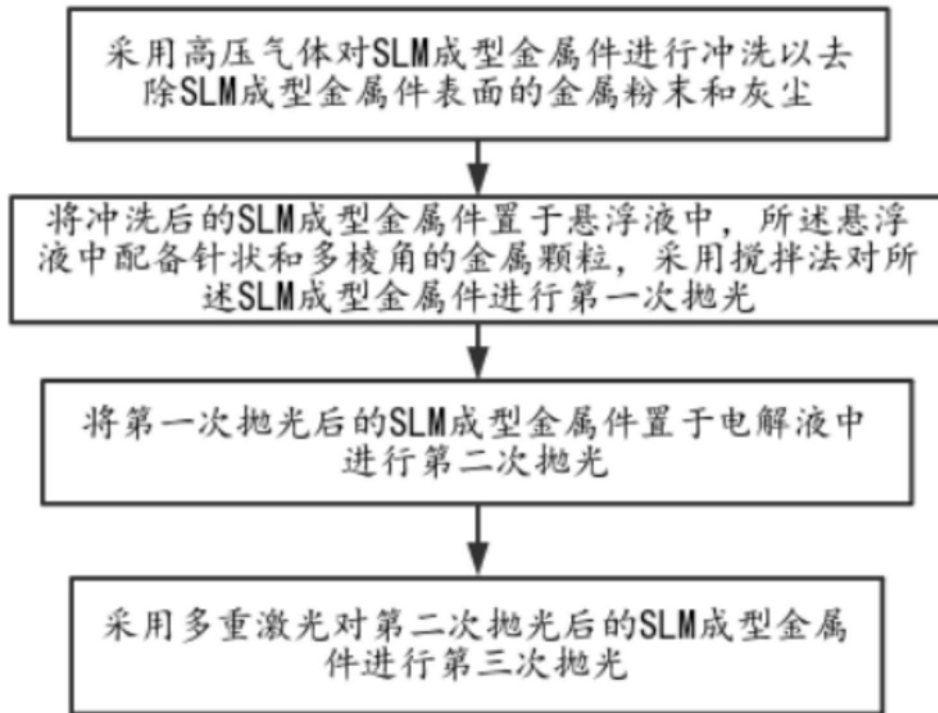 采用高压气体对SLM成型金属件进行冲洗以去
除SLM成型金属件表面的金属粉末和灰尘
将冲洗后的SLM成型金属件置于悬浮液中，所述悬浮
液中配备针状和多棱角的金属颗粒，采用搅拌法对所
述SLM成型金属件进行第一次抛光
将第一次抛光后的SLM成型金属件置于电解液中
进行第二次抛光
采用多重激光对第二次抛光后的SLM成型金属
件进行第三次抛光